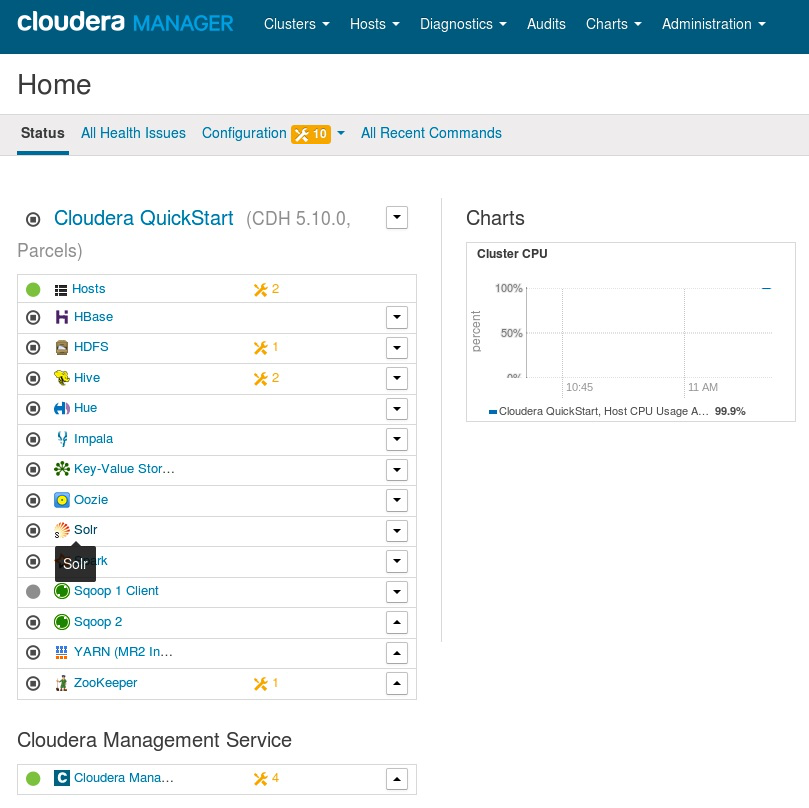 cloudera MANAGER Clusters Hosts Diagnostics Audits Charts Administration
Home
Status All Health Issues Configuration 10 All Recent Commands
Cloudera QuickStart (CDH 5.10.0,
Parcels)
Hosts 2
HBase
HDFS 1
Hive 2
Hue
Impala
Key-Value Stor…
Oozie
Solr
Solr
Sqoop 1 Client
Sqoop 2
YARN (MR2 In…
ZooKeeper 1
Cloudera Management Service
Cloudera Mana… 4
Charts
Cluster CPU
percent
100%
50%
0%
10:45 11 AM
Cloudera QuickStart, Host CPU Usage A… 99.9%